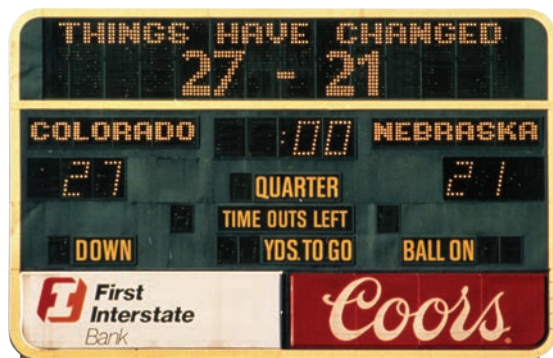 THINGS HAVE CHANGED
27 - 21
COLORADO :00 NEBRASKA
27 21
QUARTER
TIME OUTS LEFT
DOWN YDS. TO GO BALL ON
First
Interstate
Bank
Coors